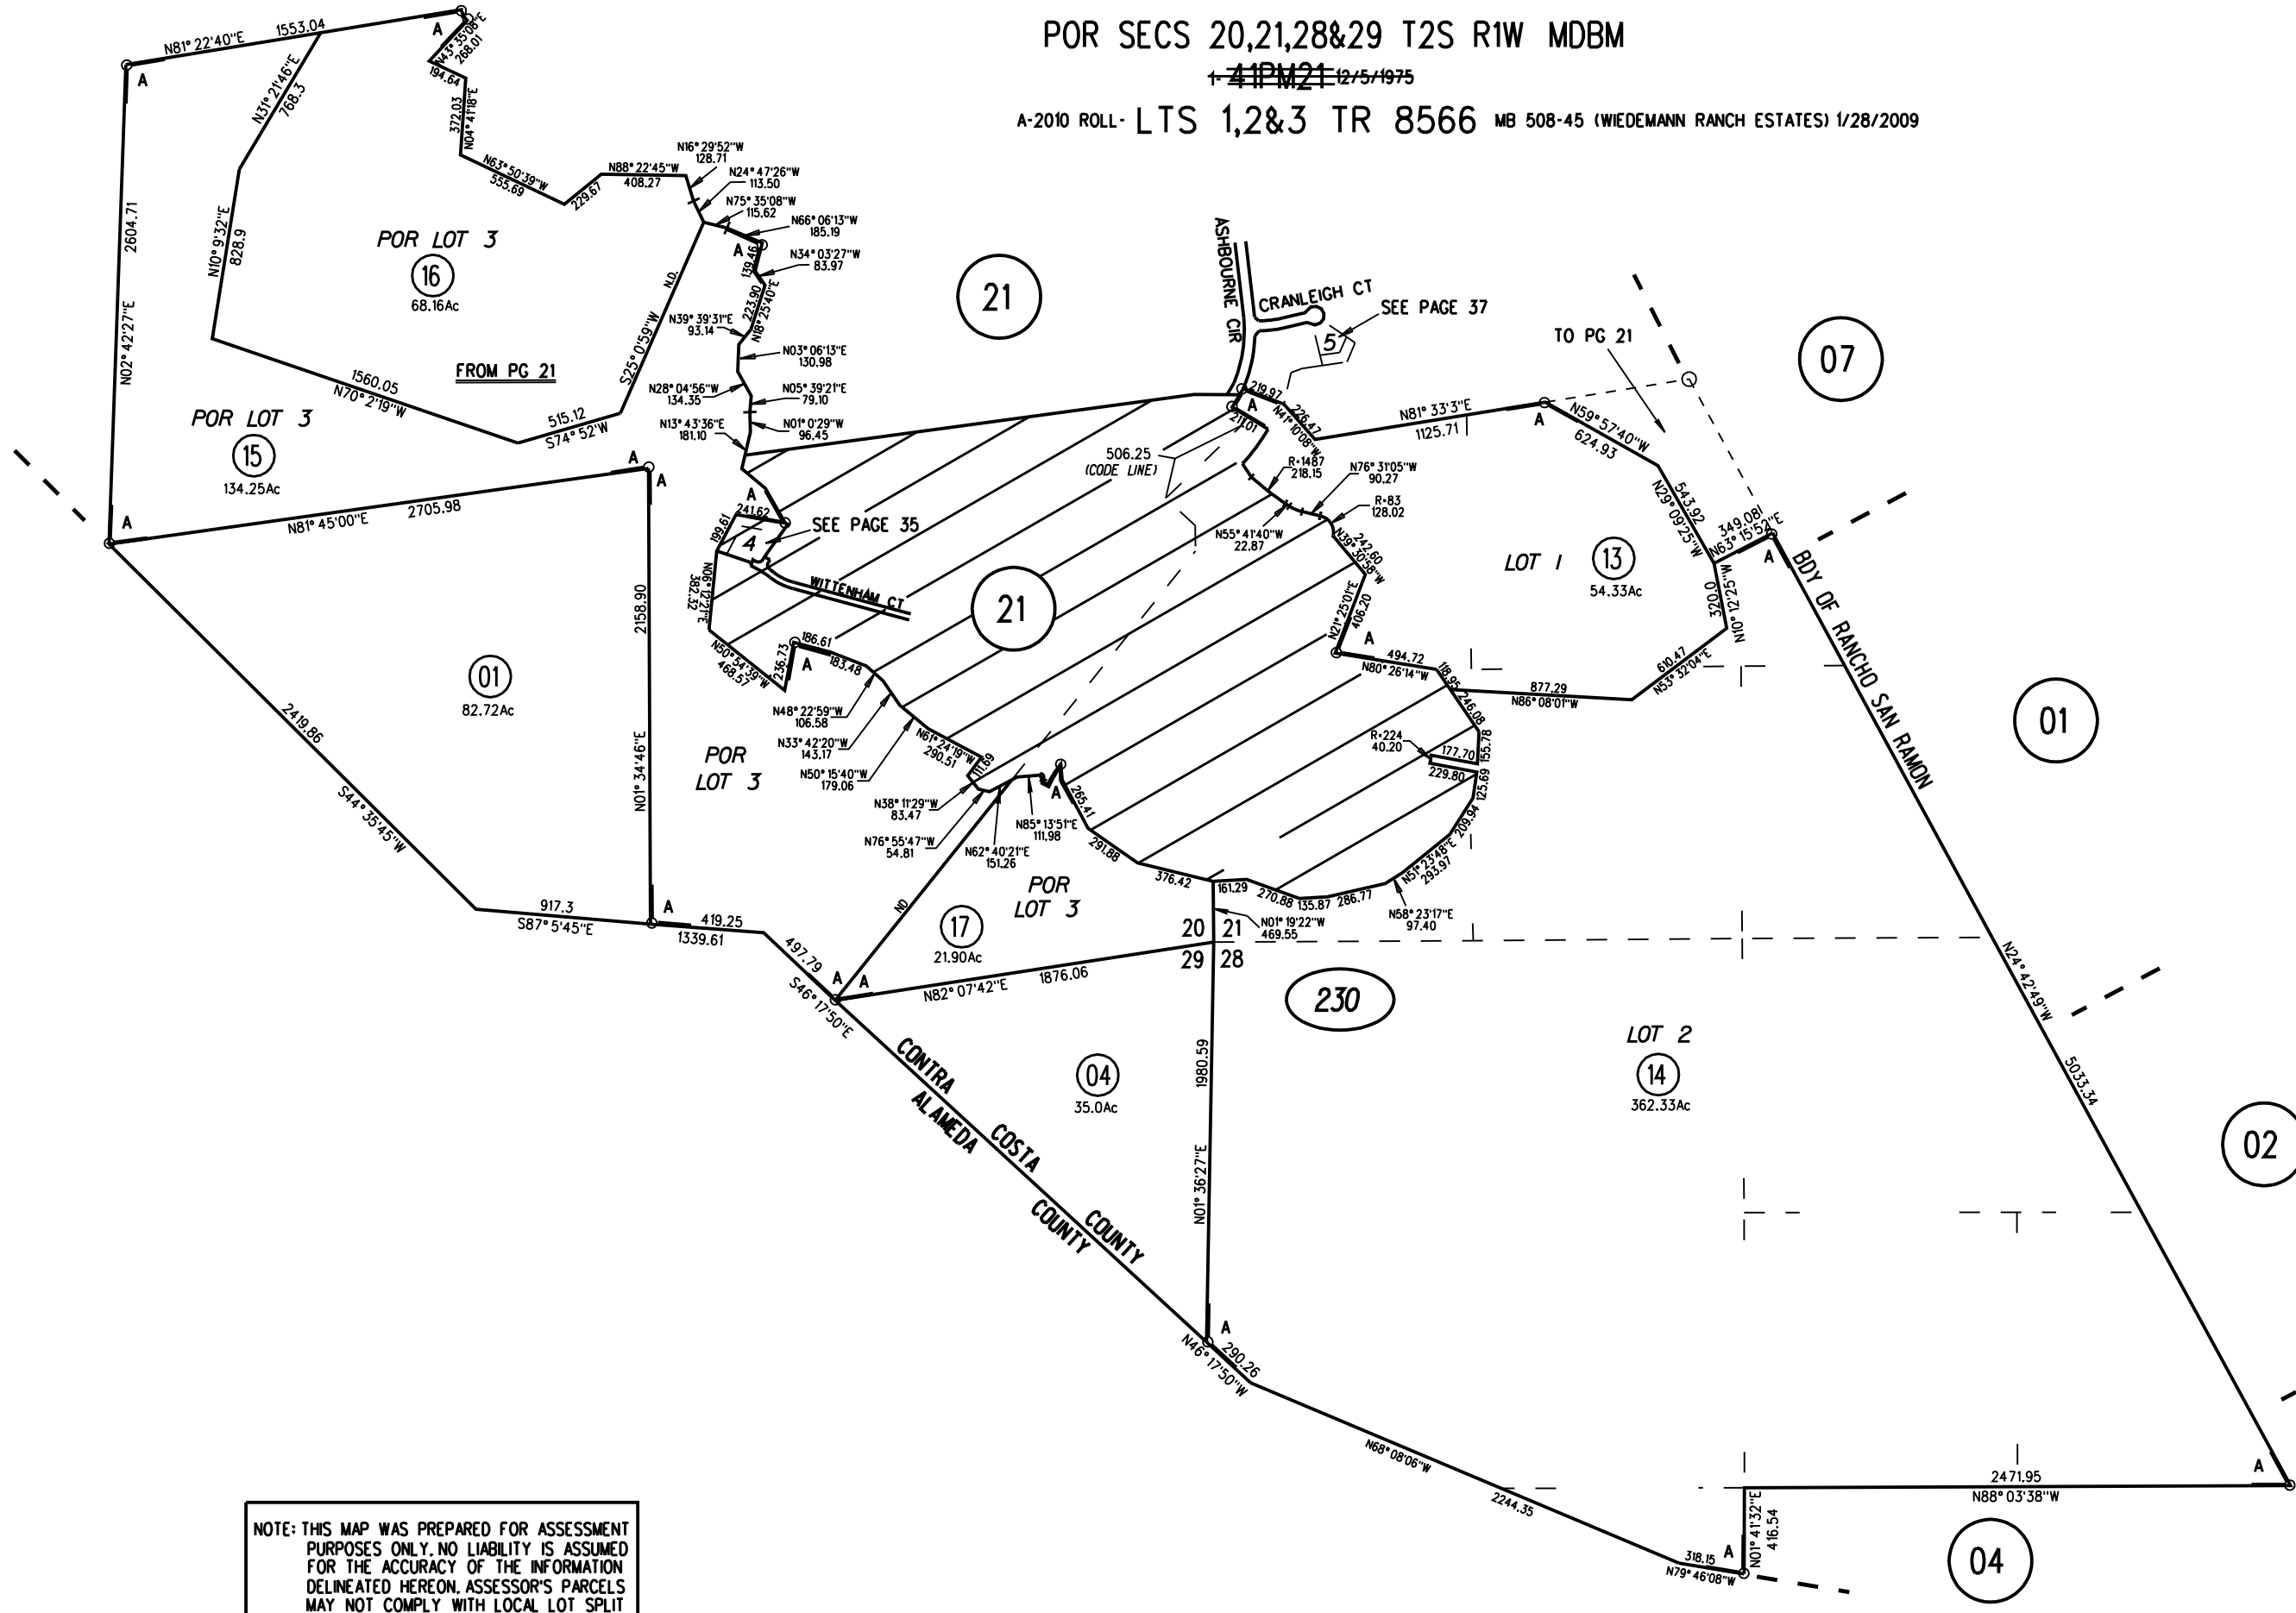 POR SECS 20,21,28&29 T2S R1W MDBM
1- 41PM21 12/5/1975
A-2010 ROLL- LTS 1,2&3 TR 8566 MB 508-45 (WIEDEMANN RANCH ESTATES) 1/28/2009
N81° 22'40"E 1553.04
A
A
N43° 35'08"E
268.01
194.64
372.03
N04° 41'18"E
N63° 50'39"W
555.69
229.67
N88° 22'45"W
408.27
N16° 29'52"W
128.71
N24° 47'26"W
113.50
N75° 35'08"W
115.62
N66° 06'13"W
185.19
A
139.46
N34° 03'27"W
83.97
223.90
N18° 25'40"E
N39° 39'31"E
93.14
N03° 06'13"E
130.98
N28° 04'56"W
134.35
N05° 39'21"E
79.10
N13° 43'36"E
181.10
N01° 0'29"W
96.45
N31° 21'46"E
768.3
N10° 9'32"E
828.9
2604.71
N02° 42'27"E
POR LOT 3
16
68.16Ac
FROM PG 21
N.D.
S25° 0'59"W
1560.05
N70° 2'19"W
515.12
S74° 52'W
POR LOT 3
15
134.25Ac
A
N81° 45'00"E 2705.98
A
A
21
ASHBOURNE CIR
CRANLEIGH CT
SEE PAGE 37
5
TO PG 21
07
219.97
A
226.47
N41° 10'08"W
211.01
N81° 33'3"E
1125.71
A
N59° 57'40"W
624.93
506.25
(CODE LINE)
R=1487
218.15
N76° 31'05"W
90.27
R=83
128.02
N55° 41'40"W
22.87
242.60
N39° 30'58"W
543.92
N29° 09'25"W
349.08
N63° 15'52"E
A
320.0
N10° 12'25"W
LOT 1
13
54.33Ac
N21° 25'01"E
406.20
A
494.72
N80° 26'14"W
118.95
246.08
877.29
N86° 08'01"W
610.47
N53° 32'04"E
BDY OF RANCHO SAN RAMON
01
A
241.62
199.61
4
SEE PAGE 35
N06° 12'21"E
382.32
WITTENHAM CT
21
N50° 54'39"W
468.57
236.73
186.61
A
183.48
N48° 22'59"W
106.58
N33° 42'20"W
143.17
N50° 15'40"W
179.06
N61° 24'19"W
290.51
111.69
N38° 11'29"W
83.47
N76° 55'47"W
54.81
N62° 40'21"E
151.26
N85° 13'51"E
111.98
A
265.41
291.88
376.42
161.29
270.88
135.87
286.77
N58° 23'17"E
97.40
N51° 23'48"E
293.97
209.94
125.69
155.78
R=224
40.20
177.70
229.80
2158.90
N01° 34'46"E
01
82.72Ac
2419.86
S44° 35'45"W
917.3
S87° 5'45"E
A
419.25
1339.61
POR
LOT 3
497.79
S46° 17'50"E
ND
POR
LOT 3
17
21.90Ac
A A
N82° 07'42"E 1876.06
N01° 19'22"W
469.55
20 21
29 28
230
CONTRA COSTA COUNTY
ALAMEDA COUNTY
04
35.0Ac
1980.59
N01° 36'27"E
LOT 2
14
362.33Ac
N24° 42'49"W
5033.34
02
A
290.26
N46° 17'50"W
N68° 08'06"W
2244.35
318.15
N79° 46'08"W
A
N01° 41'32"E
416.54
2471.95
N88° 03'38"W
A
04
NOTE: THIS MAP WAS PREPARED FOR ASSESSMENT
PURPOSES ONLY. NO LIABILITY IS ASSUMED
FOR THE ACCURACY OF THE INFORMATION
DELINEATED HEREON. ASSESSOR'S PARCELS
MAY NOT COMPLY WITH LOCAL LOT SPLIT